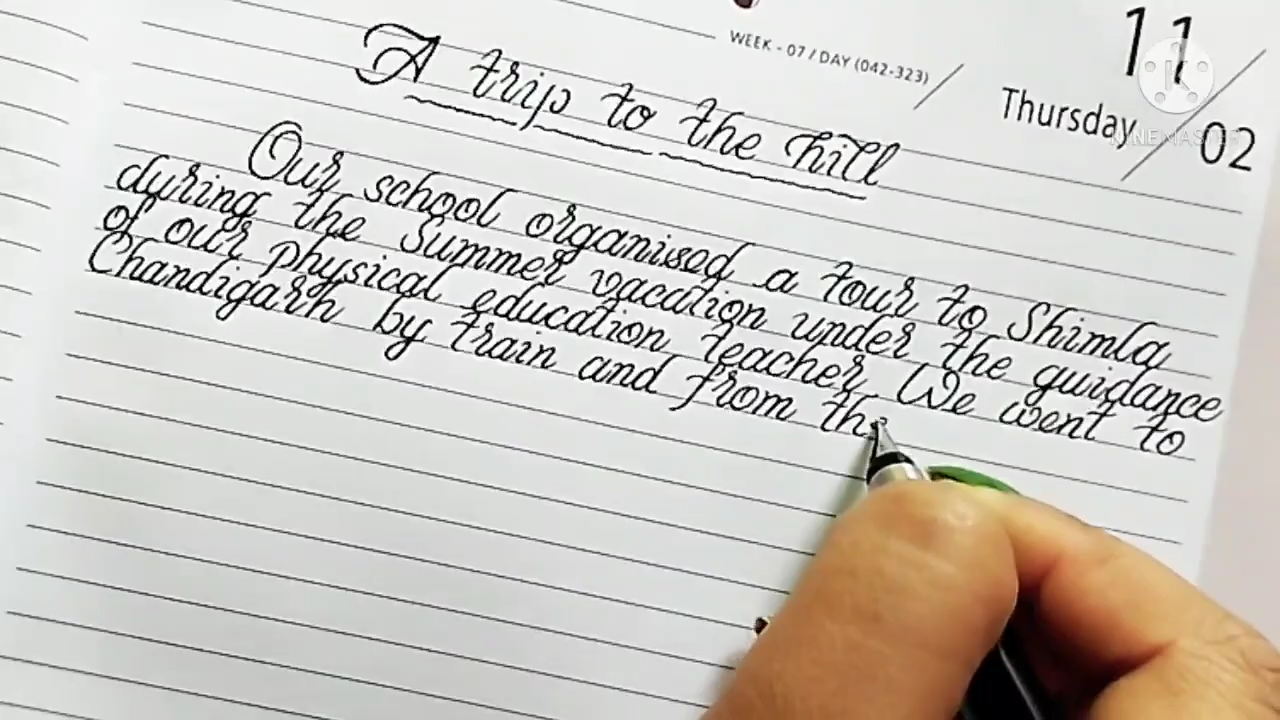 WEEK - 07 / DAY (042-323)
11
Thursday
02
KINEMASTER
A trip to the hill
Our school organised a tour to Shimla
during the Summer vacation under the guidance
of our physical education teacher. We went to
Chandigarh by train and from the